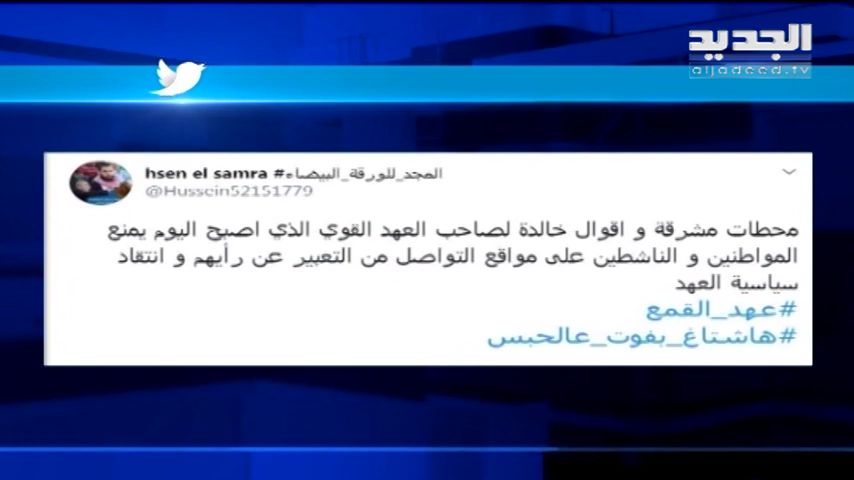 الجديد
aljadeed.tv
hsen el samra #المجد_للورقة_البيضاء
@Hussein52151779
محطات مشرقة و اقوال خالدة لصاحب العهد القوي الذي اصبح اليوم يمنع
المواطنين و الناشطين على مواقع التواصل من التعبير عن رأيهم و انتقاد
سياسية العهد
#عهد_القمع
#هاشتاغ_بفوت_عالحبس